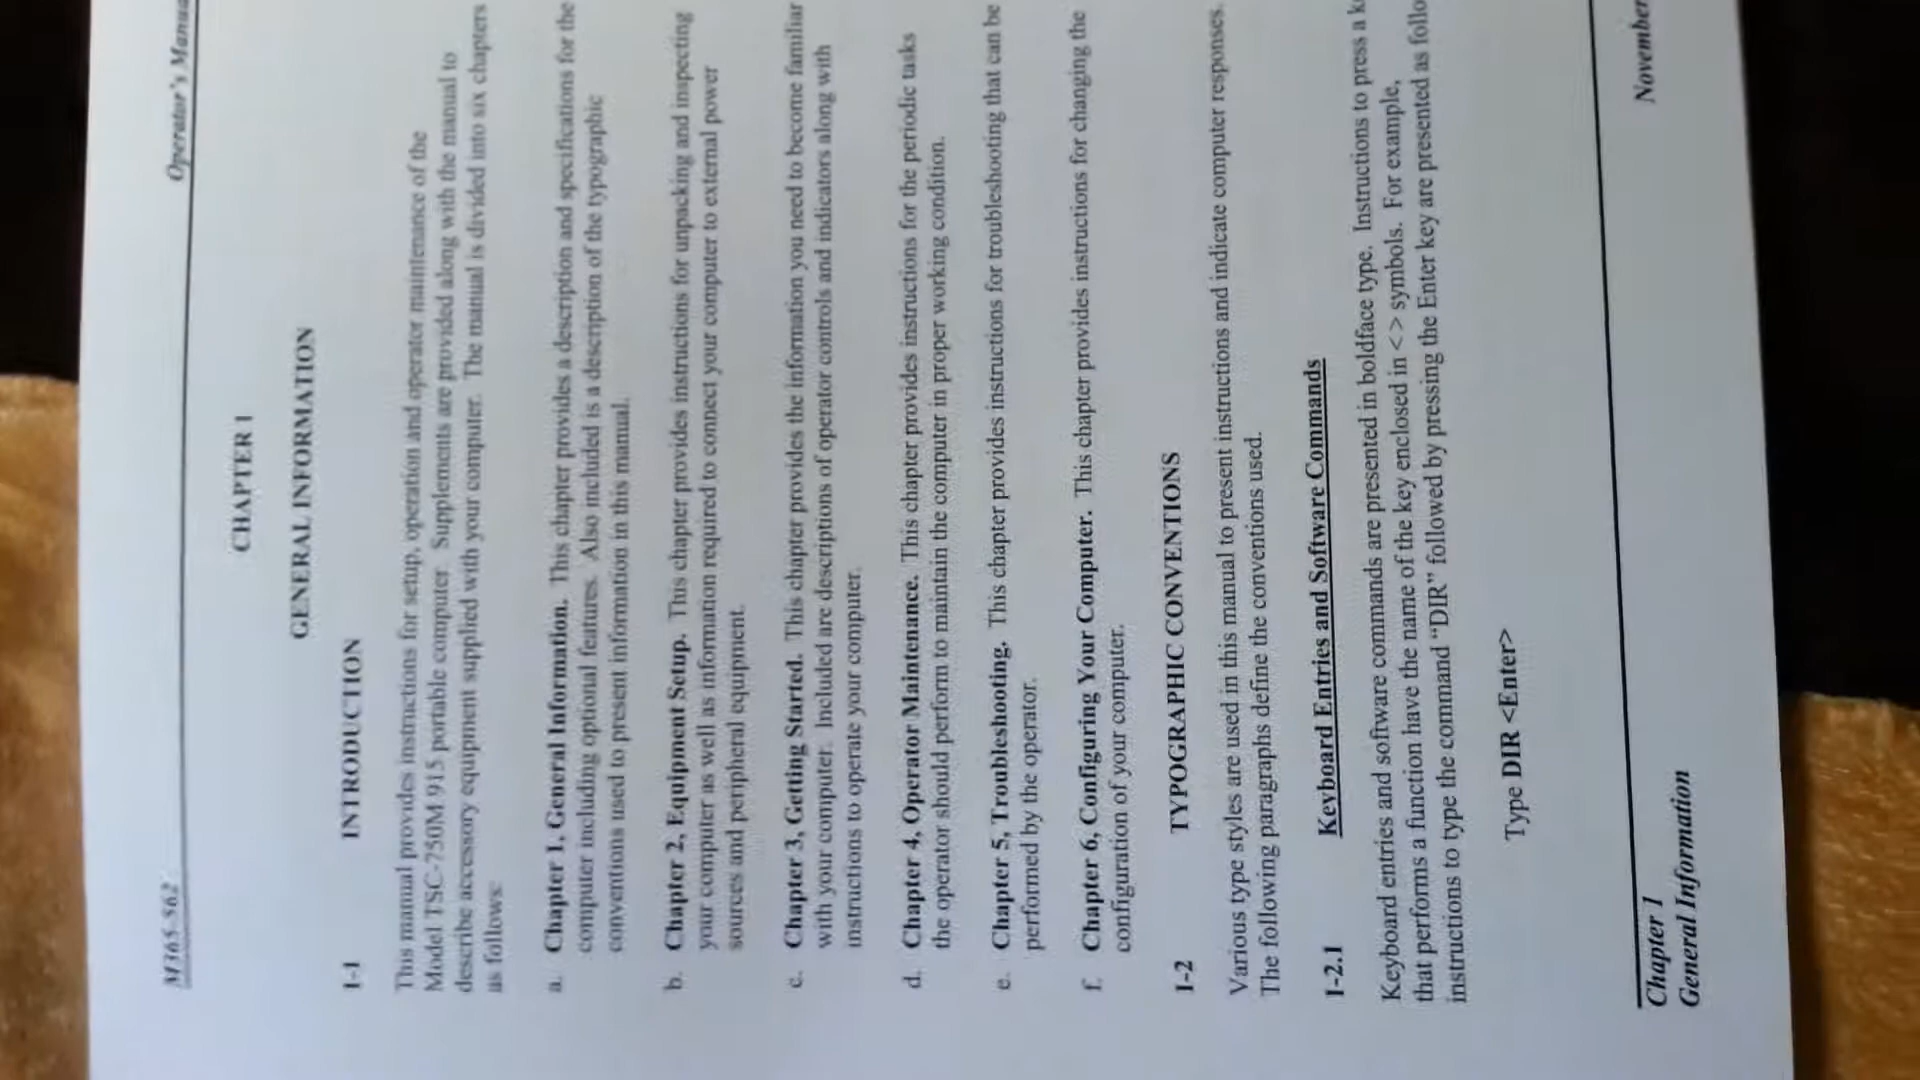 M365-S62 Operator's Manua
CHAPTER 1
GENERAL INFORMATION
1-1 INTRODUCTION
This manual provides instructions for setup, operation and operator maintenance of the
Model TSC-750M 915 portable computer. Supplements are provided along with the manual to
describe accessory equipment supplied with your computer. The manual is divided into six chapters
as follows:
a. Chapter 1, General Information. This chapter provides a description and specifications for the
computer including optional features. Also included is a description of the typographic
conventions used to present information in this manual.
b. Chapter 2, Equipment Setup. This chapter provides instructions for unpacking and inspecting
your computer as well as information required to connect your computer to external power
sources and peripheral equipment.
c. Chapter 3, Getting Started. This chapter provides the information you need to become familiar
with your computer. Included are descriptions of operator controls and indicators along with
instructions to operate your computer.
d. Chapter 4, Operator Maintenance. This chapter provides instructions for the periodic tasks
the operator should perform to maintain the computer in proper working condition.
e. Chapter 5, Troubleshooting. This chapter provides instructions for troubleshooting that can be
performed by the operator.
f. Chapter 6, Configuring Your Computer. This chapter provides instructions for changing the
configuration of your computer.
1-2 TYPOGRAPHIC CONVENTIONS
Various type styles are used in this manual to present instructions and indicate computer responses.
The following paragraphs define the conventions used.
1-2.1 Keyboard Entries and Software Commands
Keyboard entries and software commands are presented in boldface type. Instructions to press a k
that performs a function have the name of the key enclosed in < > symbols. For example,
instructions to type the command “DIR” followed by pressing the Enter key are presented as follo
Type DIR <Enter>
Chapter 1 November
General Information